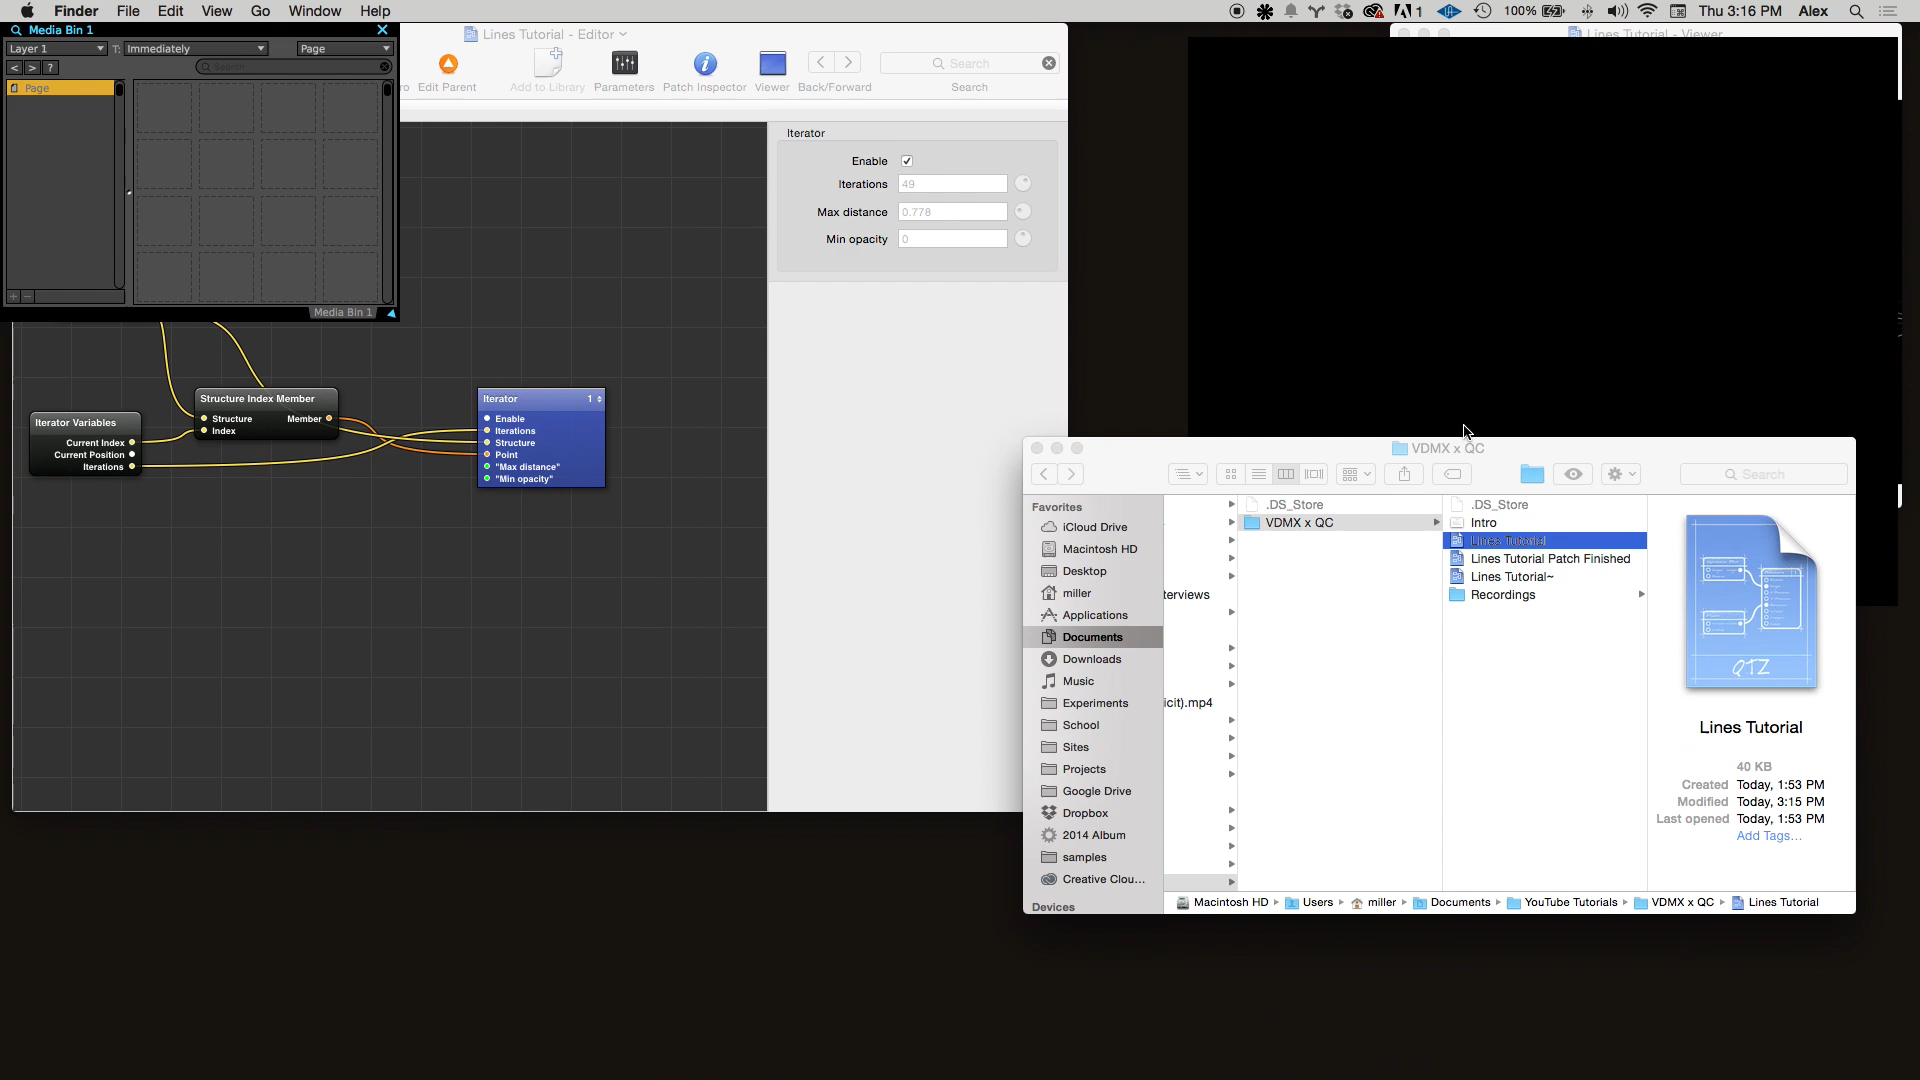 Finder File Edit View Go Window Help
1 100% Thu 3:16 PM Alex
Media Bin 1
Layer 1 T: Immediately Page
< > ? Search
Page
+ −
Media Bin 1
Lines Tutorial - Editor
Edit Parent Add to Library Parameters Patch Inspector Viewer Back/Forward Search
Search
Lines Tutorial - Viewer
Iterator
Enable
Iterations 49
Max distance 0.778
Min opacity 0
Iterator Variables
Current Index
Current Position
Iterations
Structure Index Member
Structure Member
Index
Iterator 1
Enable
Iterations
Structure
Point
"Max distance"
"Min opacity"
VDMX x QC
Search
Favorites
iCloud Drive
Macintosh HD
Desktop
miller
Applications
Documents
Downloads
Music
Experiments
School
Sites
Projects
Google Drive
Dropbox
2014 Album
samples
Creative Clou...
Devices
terviews
icit).mp4
.DS_Store
VDMX x QC
.DS_Store
Intro
Lines Tutorial
Lines Tutorial Patch Finished
Lines Tutorial~
Recordings
QTZ
Lines Tutorial
40 KB
Created Today, 1:53 PM
Modified Today, 3:15 PM
Last opened Today, 1:53 PM
Add Tags...
Macintosh HD Users miller Documents YouTube Tutorials VDMX x QC Lines Tutorial